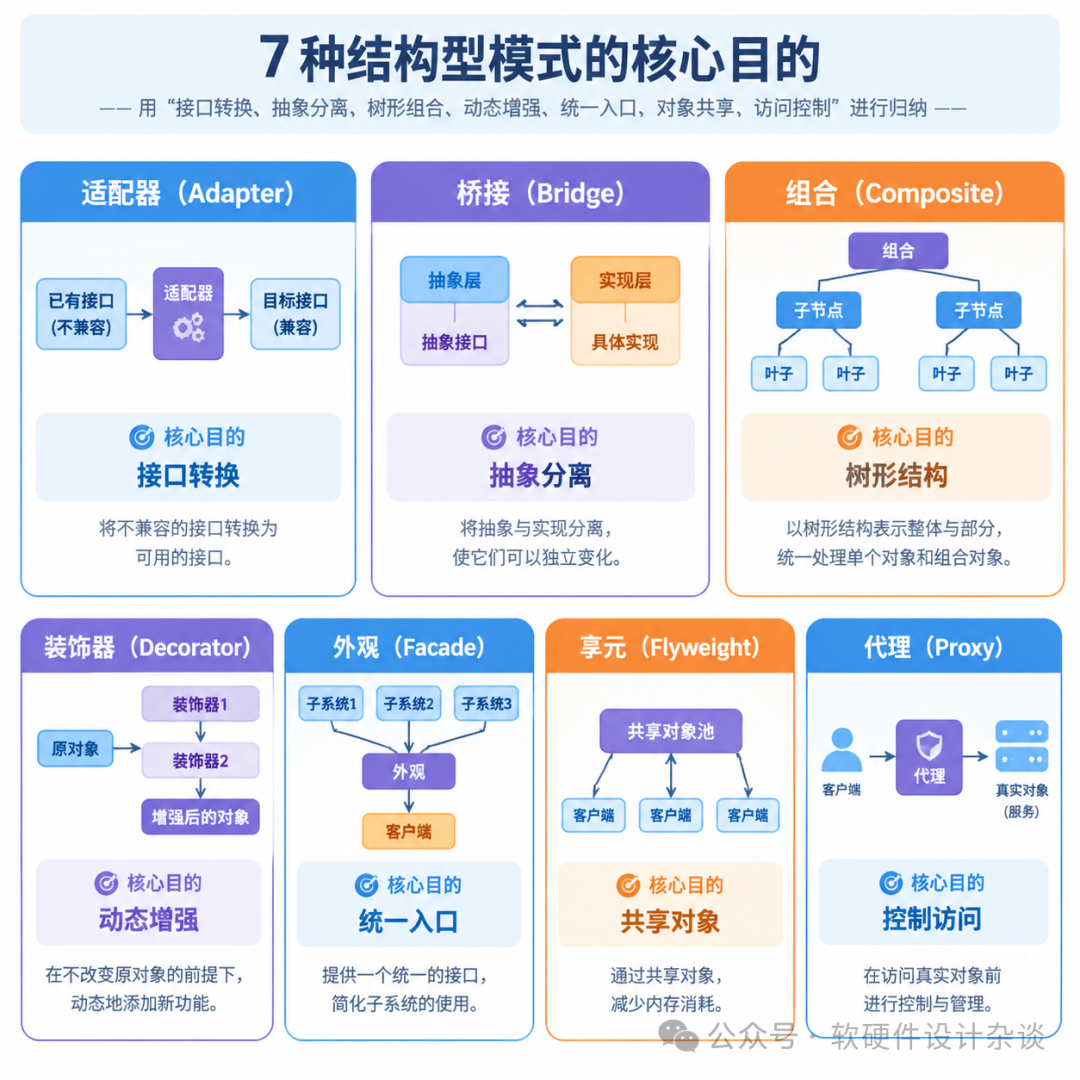 7种结构型模式的核心目的
—— 用“接口转换、抽象分离、树形组合、动态增强、统一入口、对象共享、访问控制”进行归纳 ——
适配器（Adapter）
已有接口
(不兼容)
适配器
目标接口
(兼容)
核心目的
接口转换
将不兼容的接口转换为
可用的接口。
桥接（Bridge）
抽象层
抽象接口
实现层
具体实现
核心目的
抽象分离
将抽象与实现分离，
使它们可以独立变化。
组合（Composite）
组合
子节点
子节点
叶子
叶子
叶子
叶子
核心目的
树形结构
以树形结构表示整体与部分，
统一处理单个对象和组合对象。
装饰器（Decorator）
装饰器1
原对象
装饰器2
增强后的对象
核心目的
动态增强
在不改变原对象的前提下，
动态地添加新功能。
外观（Facade）
子系统1
子系统2
子系统3
外观
客户端
核心目的
统一入口
提供一个统一的接口，
简化子系统的使用。
享元（Flyweight）
共享对象池
客户端
客户端
客户端
核心目的
共享对象
通过共享对象，
减少内存消耗。
代理（Proxy）
客户端
代理
真实对象
(服务)
核心目的
控制访问
在访问真实对象前
进行控制与管理。
公众号 · 软硬件设计杂谈